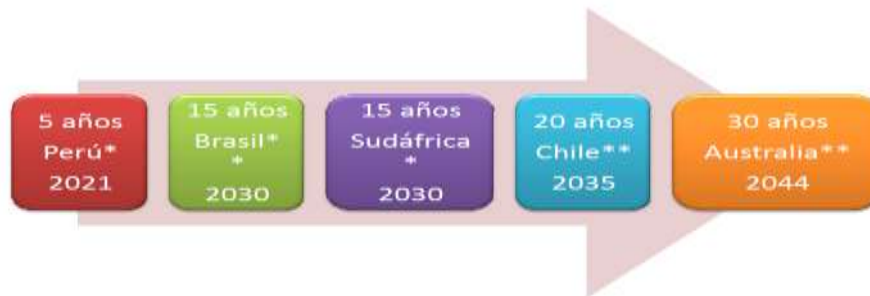 5 años
Perú*
2021
15 años
Brasil*
*
2030
15 años
Sudáfrica
*
2030
20 años
Chile**
2035
30 años
Australia**
2044